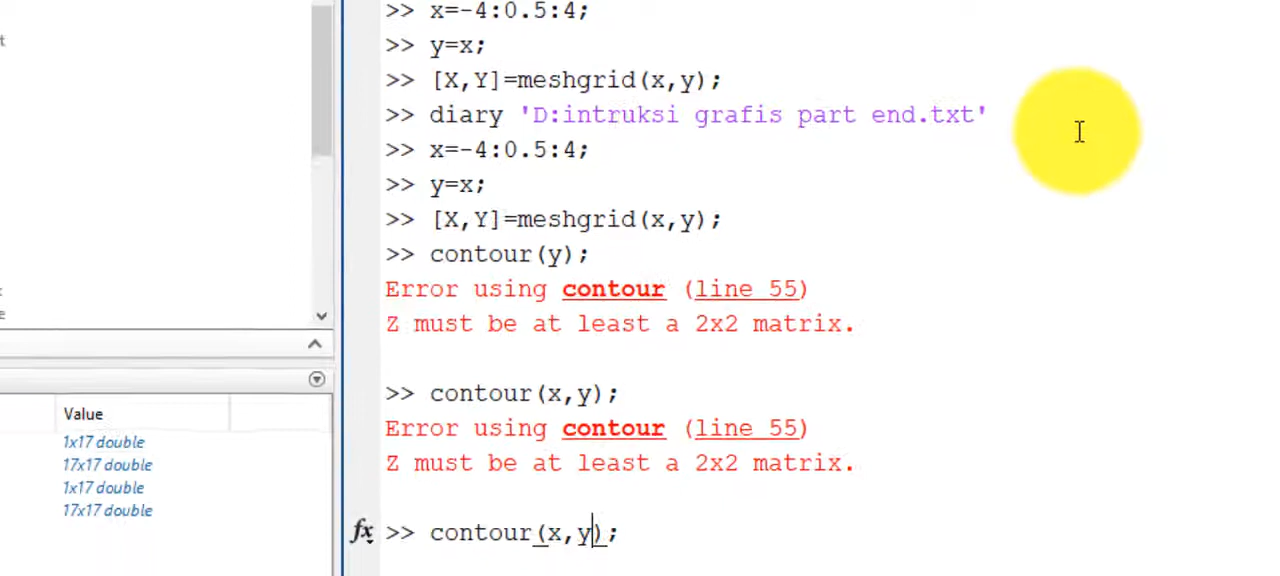 >> x=-4:0.5:4;
>> y=x;
>> [X,Y]=meshgrid(x,y);
>> diary 'D:intruksi grafis part end.txt'
>> x=-4:0.5:4;
>> y=x;
>> [X,Y]=meshgrid(x,y);
>> contour(y);
Error using contour (line 55)
Z must be at least a 2x2 matrix.
>> contour(x,y);
Error using contour (line 55)
Z must be at least a 2x2 matrix.
fx >> contour(x,y);
Value
1x17 double
17x17 double
1x17 double
17x17 double